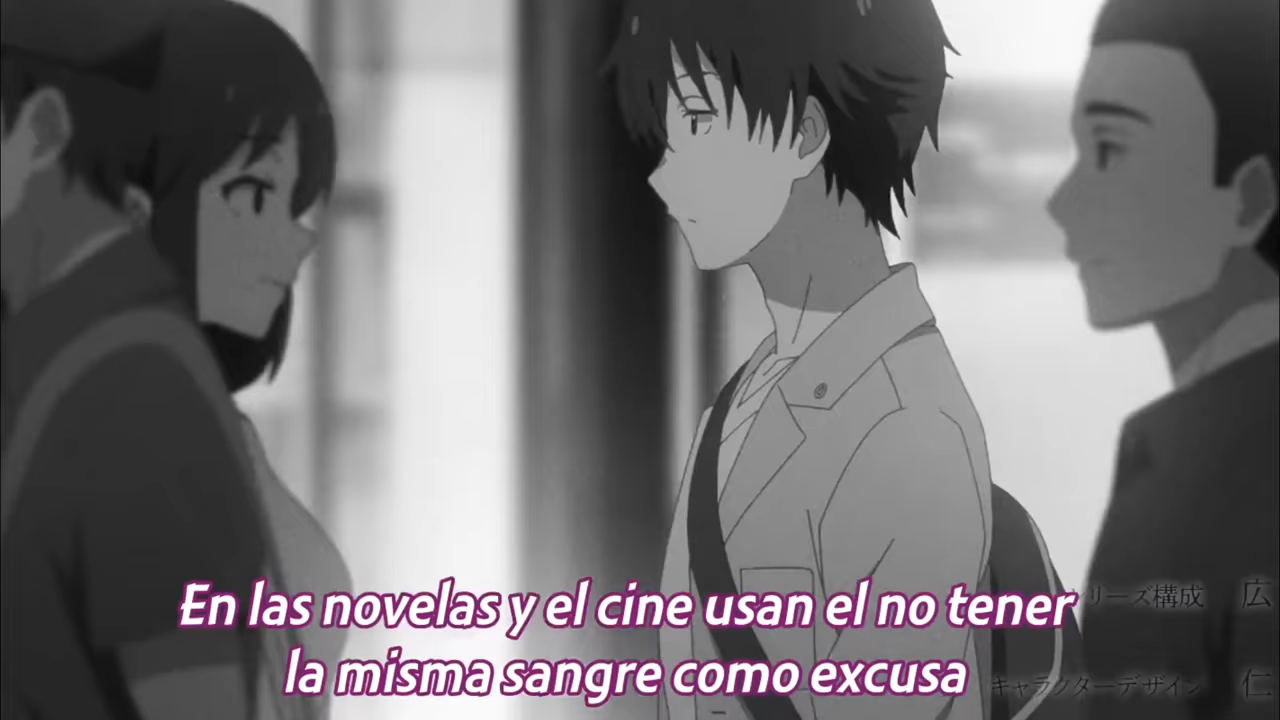 En las novelas y el cine usan el no tener
la misma sangre como excusa
リーズ構成 広
キャラクターデザイン 仁